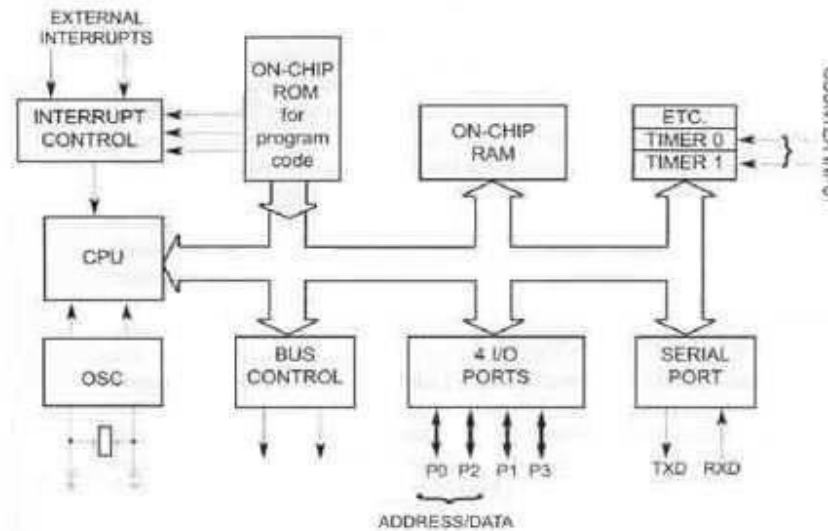 EXTERNAL
INTERRUPTS
INTERRUPT
CONTROL
ON-CHIP
ROM
for
program
code
ON-CHIP
RAM
ETC.
TIMER 0
TIMER 1
CPU
OSC
BUS
CONTROL
4 I/O
PORTS
SERIAL
PORT
P0 P2 P1 P3
TXD RXD
ADDRESS/DATA